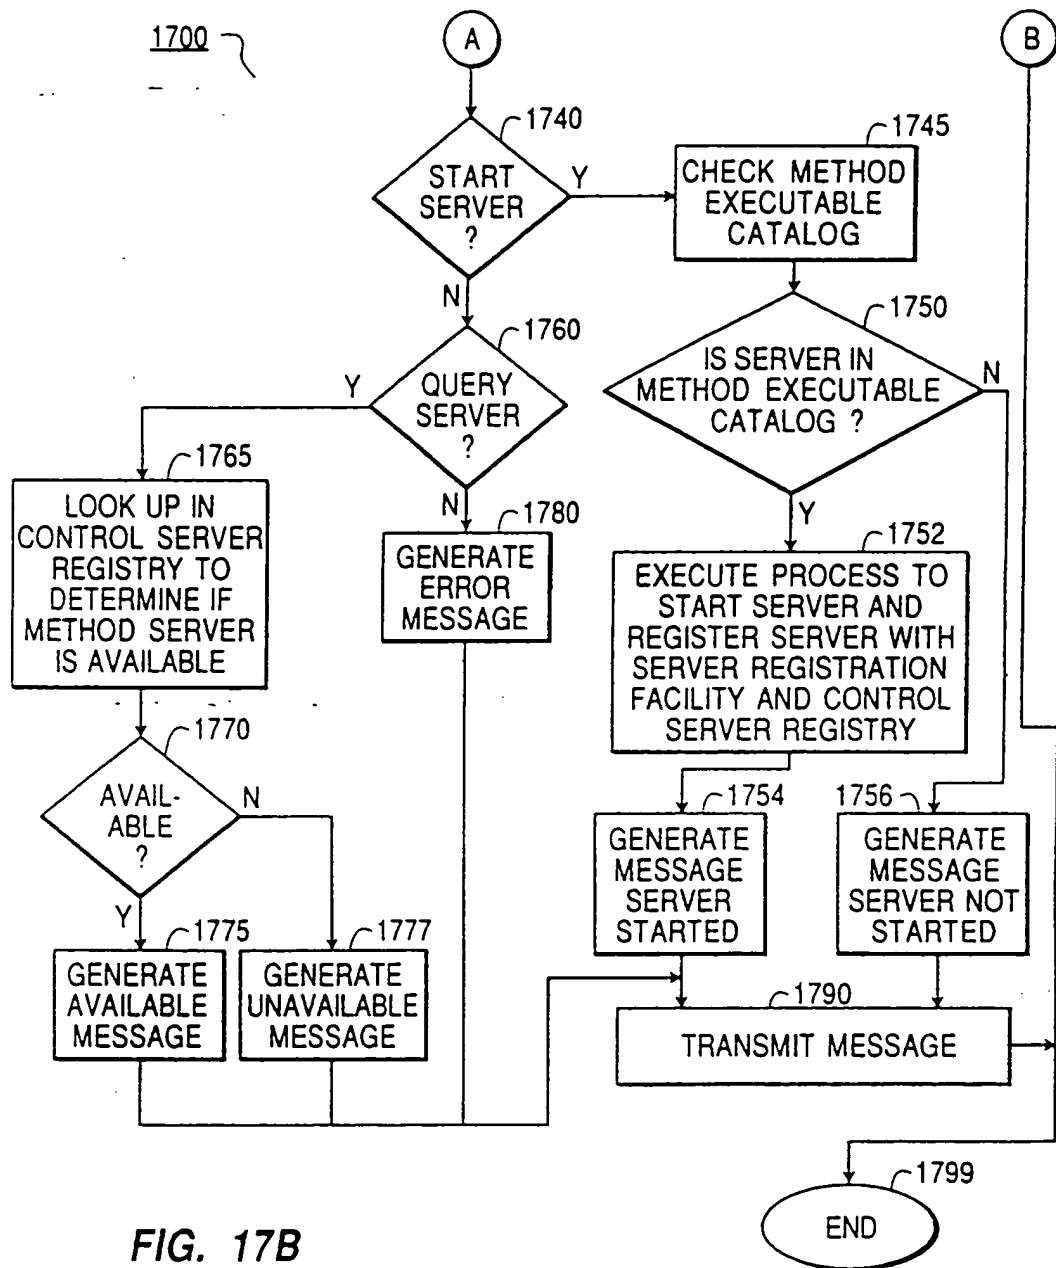 1700
A
B
1740
START
SERVER
?
Y
N
1745
CHECK METHOD
EXECUTABLE
CATALOG
1750
IS SERVER IN
METHOD EXECUTABLE
CATALOG ?
N
Y
1760
QUERY
SERVER
?
Y
N
1765
LOOK UP IN
CONTROL SERVER
REGISTRY TO
DETERMINE IF
METHOD SERVER
IS AVAILABLE
1780
GENERATE
ERROR
MESSAGE
1752
EXECUTE PROCESS TO
START SERVER AND
REGISTER SERVER WITH
SERVER REGISTRATION
FACILITY AND CONTROL
SERVER REGISTRY
1770
AVAIL-
ABLE
?
N
Y
1754
GENERATE
MESSAGE
SERVER
STARTED
1756
GENERATE
MESSAGE
SERVER NOT
STARTED
1775
GENERATE
AVAILABLE
MESSAGE
1777
GENERATE
UNAVAILABLE
MESSAGE
1790
TRANSMIT MESSAGE
1799
END
FIG. 17B